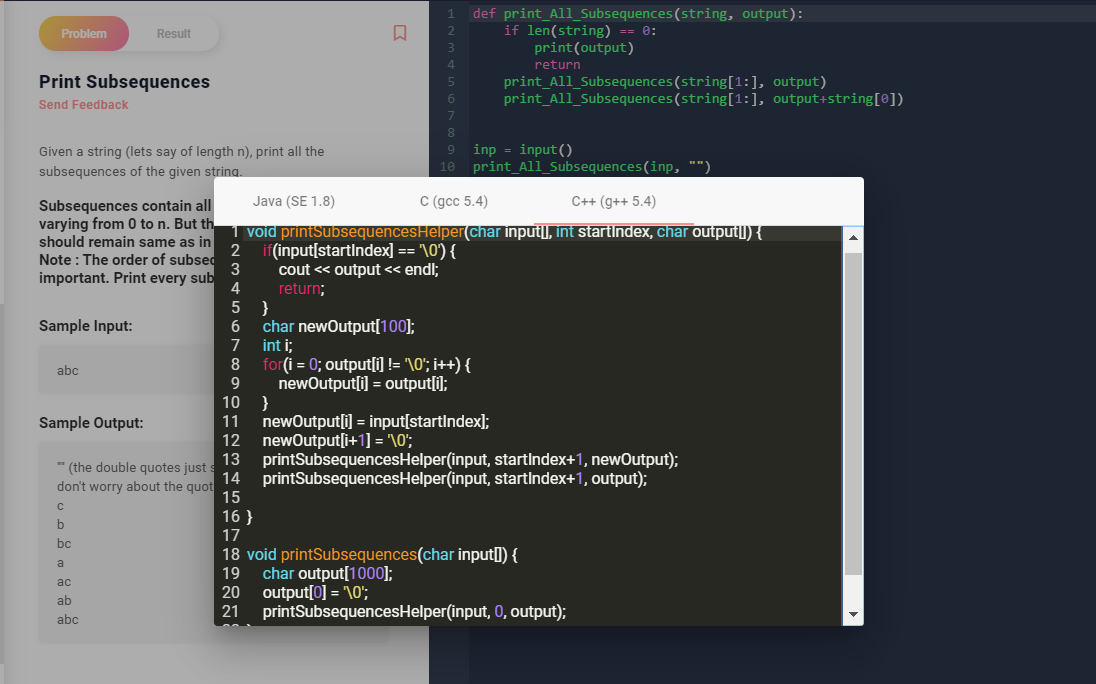 Problem
Result
Print Subsequences
Send Feedback
Given a string (lets say of length n), print all the
subsequences of the given string.
Subsequences contain all
varying from 0 to n. But
should remain same as in
Note : The order of
important. Print every
Sample Input:
abc
Sample Output:
"" (the double quotes just
don't worry about the
c
b
bc
a
ac
ab
abc
1 def print_All_Subsequences(string, output):
2 if len(string) == 0:
3 print(output)
4 return
5 print_All_Subsequences(string[1:], output)
6 print_All_Subsequences(string[1:], output+string[0])
7
8
9 inp = input()
10 print_All_Subsequences(inp, "")
Java (SE 1.8)
C (gcc 5.4)
C++ (g++ 5.4)
1 void printSubsequencesHelper(char input[], int startIndex, char output[]) {
2 if(input[startIndex] == '\0') {
3 cout << output << endl;
4 return;
5 }
6 char newOutput[100];
7 int i;
8 for(i = 0; output[i] != '\0'; i++) {
9 newOutput[i] = output[i];
10 }
11 newOutput[i] = input[startIndex];
12 newOutput[i+1] = '\0';
13 printSubsequencesHelper(input, startIndex+1, newOutput);
14 printSubsequencesHelper(input, startIndex+1, output);
15
16 }
17
18 void printSubsequences(char input[]) {
19 char output[1000];
20 output[0] = '\0';
21 printSubsequencesHelper(input, 0, output);